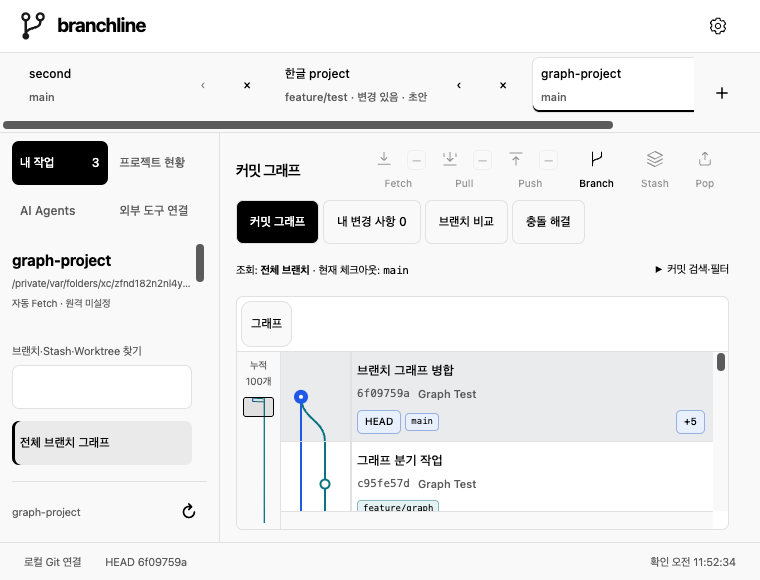 branchline
second
main
한글 project
feature/test · 변경 있음 · 초안
graph-project
main
내 작업 3
프로젝트 현황
AI Agents
외부 도구 연결
graph-project
/private/var/folders/xc/zfnd182n2nl4y...
자동 Fetch · 원격 미설정
브랜치·Stash·Worktree 찾기
전체 브랜치 그래프
graph-project
커밋 그래프
Fetch
Pull
Push
Branch
Stash
Pop
커밋 그래프
내 변경 사항 0
브랜치 비교
충돌 해결
조회: 전체 브랜치 · 현재 체크아웃: main
▶ 커밋 검색·필터
그래프
누적
100개
브랜치 그래프 병합
6f09759a Graph Test
HEAD main +5
그래프 분기 작업
c95fe57d Graph Test
feature/graph
로컬 Git 연결
HEAD 6f09759a
확인 오전 11:52:34